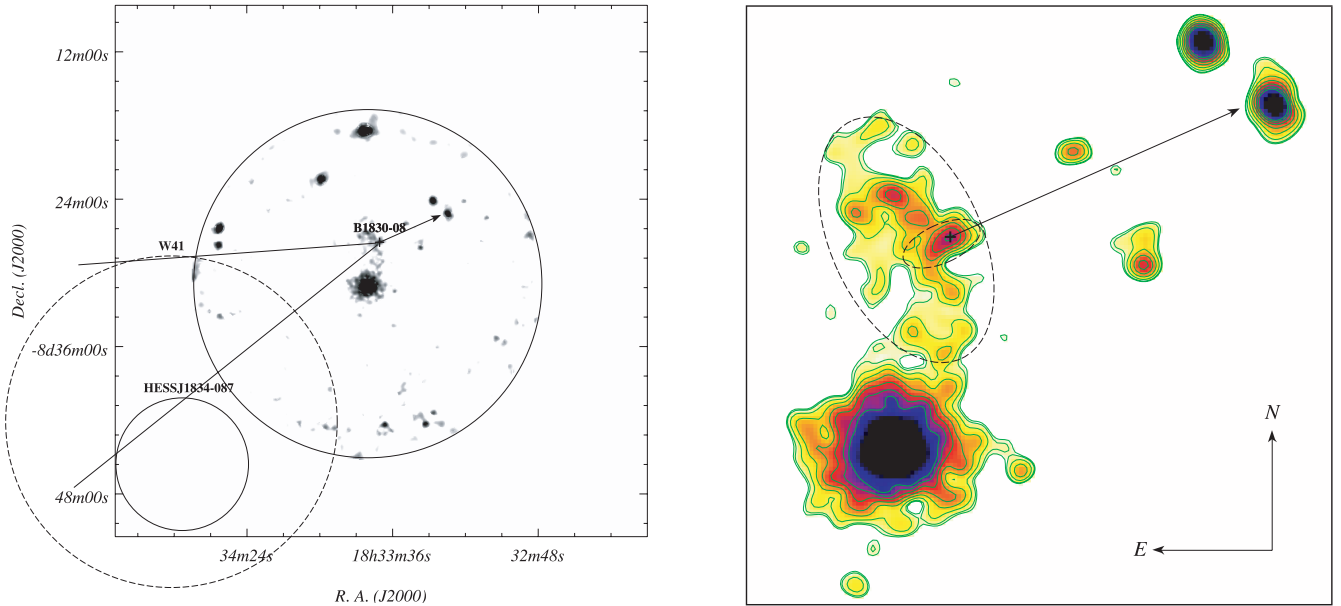 12m00s
24m00s
B1830-08
W41
Decl. (J2000)
-8d36m00s
HESSJ1834-087
48m00s
34m24s 18h33m36s 32m48s
R. A. (J2000)
N
E